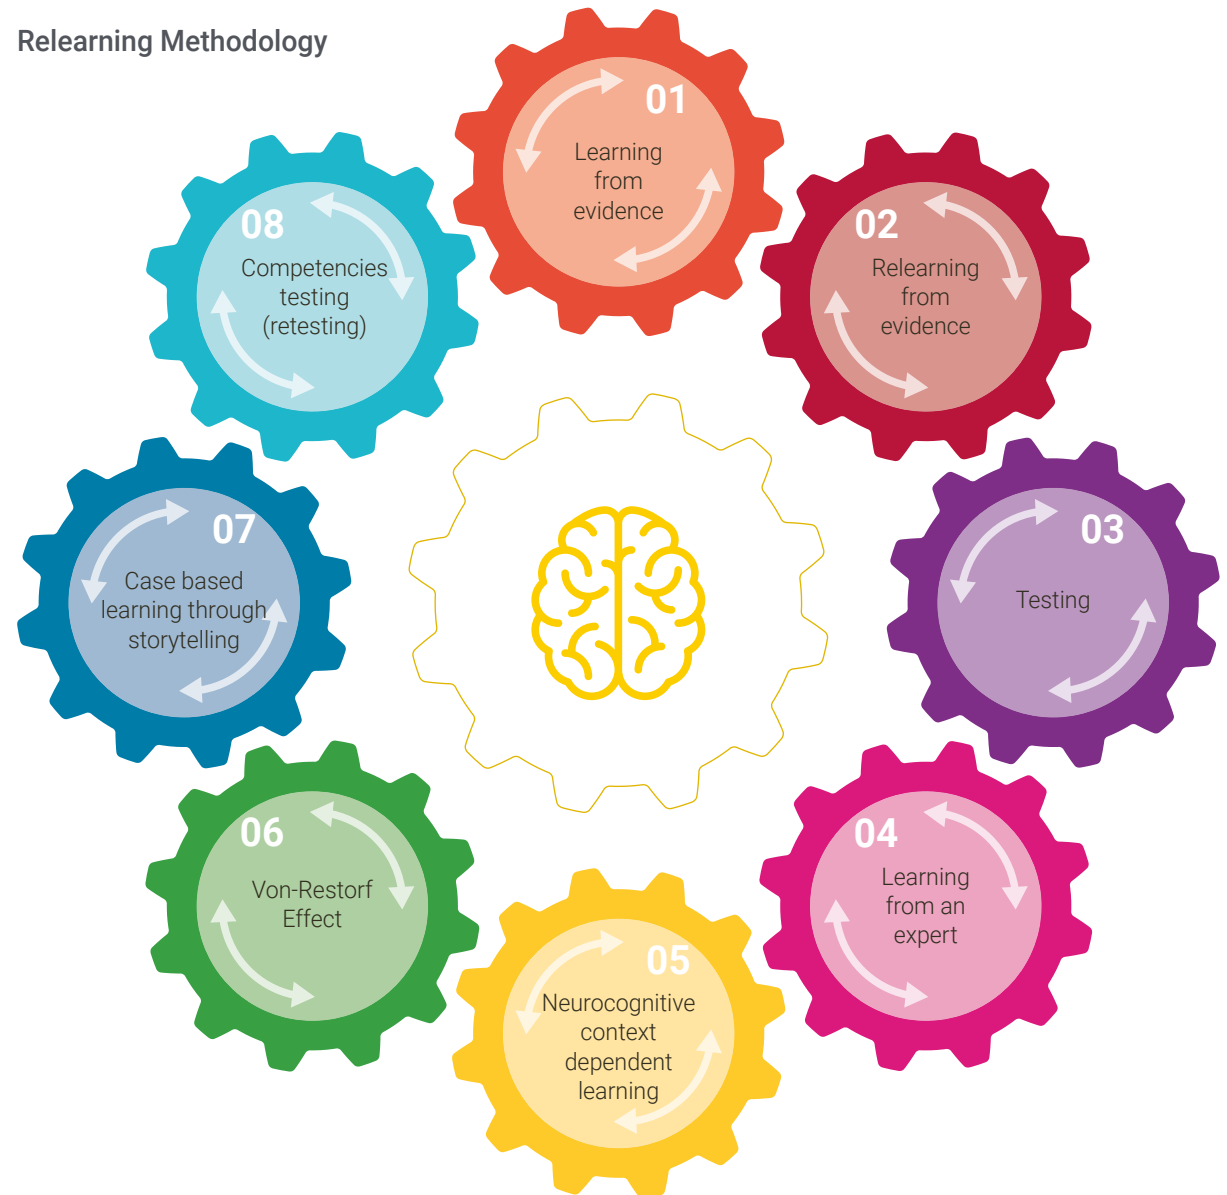 Relearning Methodology
01
Learning
from
evidence
02
Relearning
from
evidence
03
Testing
04
Learning
from an
expert
05
Neurocognitive
context
dependent
learning
06
Von-Restorf
Effect
07
Case based
learning through
storytelling
08
Competencies
testing
(retesting)